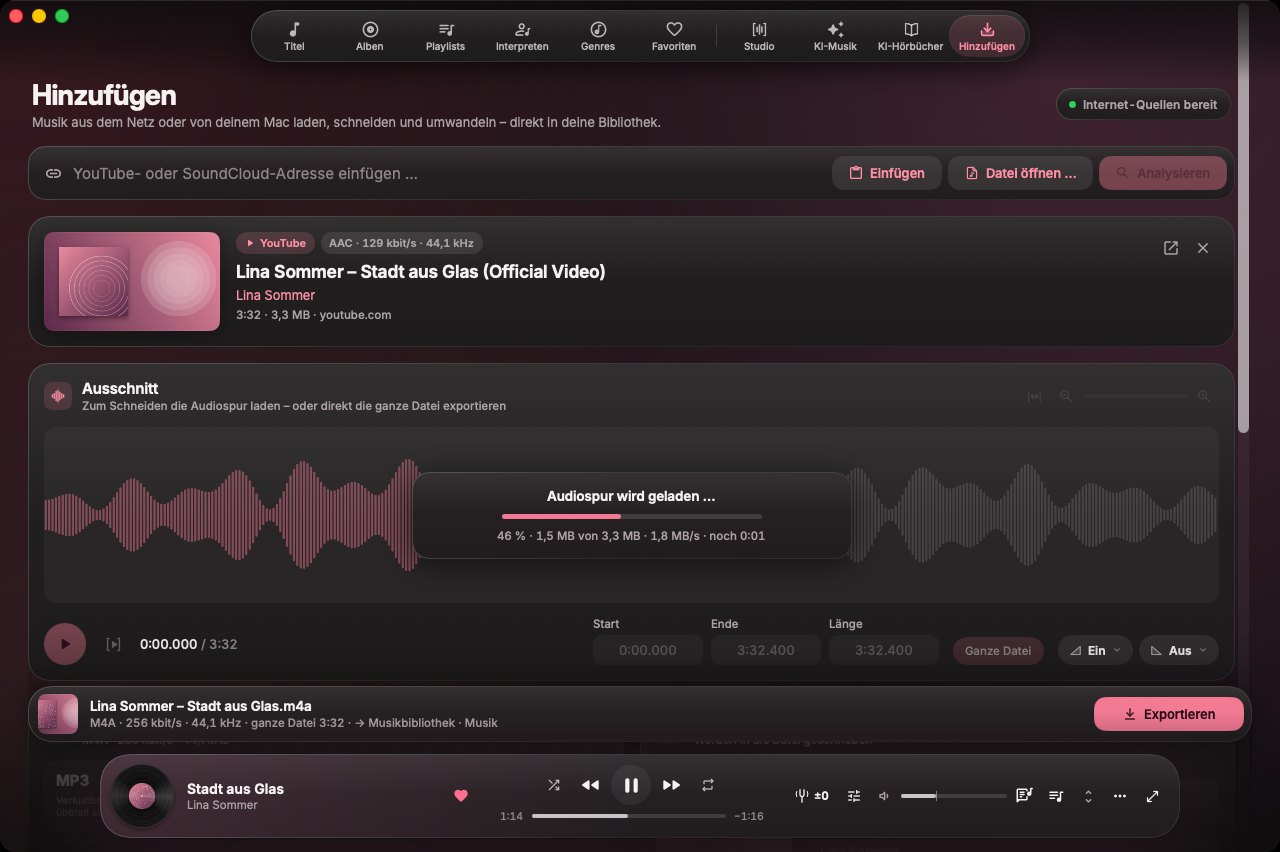 Titel
Alben
Playlists
Interpreten
Genres
Favoriten
Studio
KI-Musik
KI-Hörbücher
Hinzufügen
Hinzufügen
Musik aus dem Netz oder von deinem Mac laden, schneiden und umwandeln – direkt in deine Bibliothek.
Internet-Quellen bereit
YouTube- oder SoundCloud-Adresse einfügen ...
Einfügen
Datei öffnen ...
Analysieren
YouTube
AAC · 129 kbit/s · 44,1 kHz
Lina Sommer – Stadt aus Glas (Official Video)
Lina Sommer
3:32 · 3,3 MB · youtube.com
Ausschnitt
Zum Schneiden die Audiospur laden – oder direkt die ganze Datei exportieren
Audiospur wird geladen ...
46 % · 1,5 MB von 3,3 MB · 1,8 MB/s · noch 0:01
0:00.000 / 3:32
Start
Ende
Länge
0:00.000
3:32.400
3:32.400
Ganze Datei
Ein
Aus
Lina Sommer – Stadt aus Glas.m4a
M4A · 256 kbit/s · 44,1 kHz · ganze Datei 3:32 · → Musikbibliothek · Musik
Exportieren
MP3
Stadt aus Glas
Lina Sommer
1:14
−1:16
±0